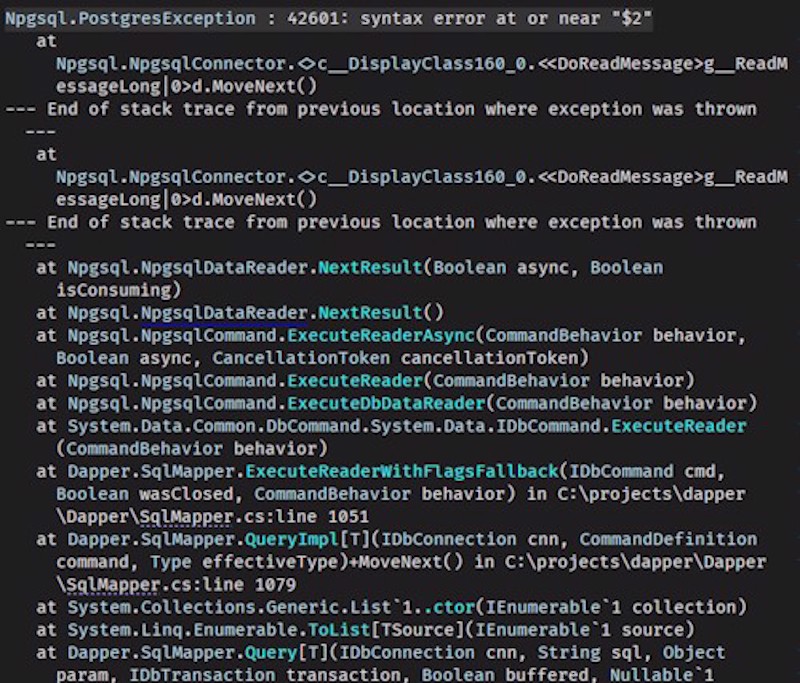 Npgsql.PostgresException : 42601: syntax error at or near "$2"
at
Npgsql.NpgsqlConnector.<>c__DisplayClass160_0.<<DoReadMessage>g__ReadM
essageLong|0>d.MoveNext()
--- End of stack trace from previous location where exception was thrown
---
at
Npgsql.NpgsqlConnector.<>c__DisplayClass160_0.<<DoReadMessage>g__ReadM
essageLong|0>d.MoveNext()
--- End of stack trace from previous location where exception was thrown
---
at Npgsql.NpgsqlDataReader.NextResult(Boolean async, Boolean
isConsuming)
at Npgsql.NpgsqlDataReader.NextResult()
at Npgsql.NpgsqlCommand.ExecuteReaderAsync(CommandBehavior behavior,
Boolean async, CancellationToken cancellationToken)
at Npgsql.NpgsqlCommand.ExecuteReader(CommandBehavior behavior)
at Npgsql.NpgsqlCommand.ExecuteDbDataReader(CommandBehavior behavior)
at System.Data.Common.DbCommand.System.Data.IDbCommand.ExecuteReader
(CommandBehavior behavior)
at Dapper.SqlMapper.ExecuteReaderWithFlagsFallback(IDbCommand cmd,
Boolean wasClosed, CommandBehavior behavior) in C:\projects\dapper
\Dapper\SqlMapper.cs:line 1051
at Dapper.SqlMapper.QueryImpl[T](IDbConnection cnn, CommandDefinition
command, Type effectiveType)+MoveNext() in C:\projects\dapper\Dapper
\SqlMapper.cs:line 1079
at System.Collections.Generic.List`1..ctor(IEnumerable`1 collection)
at System.Linq.Enumerable.ToList[TSource](IEnumerable`1 source)
at Dapper.SqlMapper.Query[T](IDbConnection cnn, String sql, Object
param, IDbTransaction transaction, Boolean buffered, Nullable`1